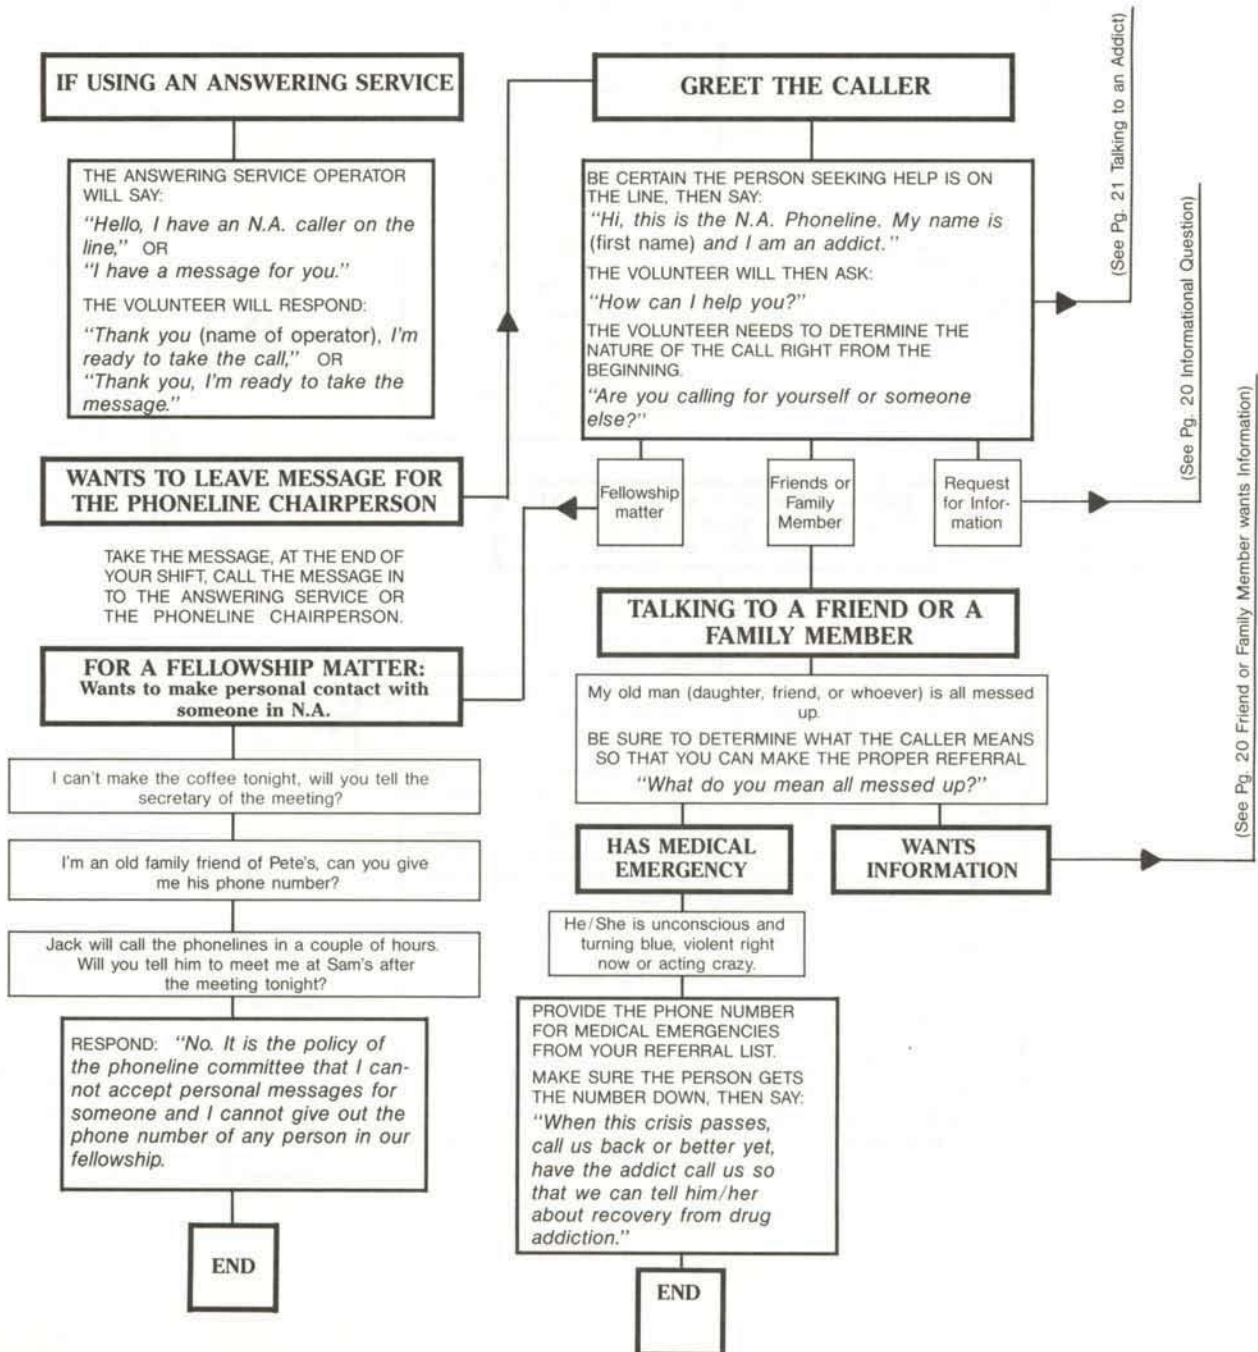 IF USING AN ANSWERING SERVICE
THE ANSWERING SERVICE OPERATOR
WILL SAY:
"Hello, I have an N.A. caller on the
line," OR
"I have a message for you."
THE VOLUNTEER WILL RESPOND:
"Thank you (name of operator), I'm
ready to take the call," OR
"Thank you, I'm ready to take the
message."
WANTS TO LEAVE MESSAGE FOR
THE PHONELINE CHAIRPERSON
TAKE THE MESSAGE, AT THE END OF
YOUR SHIFT, CALL THE MESSAGE IN
TO THE ANSWERING SERVICE OR
THE PHONELINE CHAIRPERSON.
FOR A FELLOWSHIP MATTER:
Wants to make personal contact with
someone in N.A.
I can't make the coffee tonight, will you tell the
secretary of the meeting?
I'm an old family friend of Pete's, can you give
me his phone number?
Jack will call the phonelines in a couple of hours.
Will you tell him to meet me at Sam's after
the meeting tonight?
RESPOND: "No. It is the policy of
the phoneline committee that I can-
not accept personal messages for
someone and I cannot give out the
phone number of any person in our
fellowship.
END
GREET THE CALLER
BE CERTAIN THE PERSON SEEKING HELP IS ON
THE LINE, THEN SAY:
"Hi, this is the N.A. Phoneline. My name is
(first name) and I am an addict."
THE VOLUNTEER WILL THEN ASK:
"How can I help you?"
THE VOLUNTEER NEEDS TO DETERMINE THE
NATURE OF THE CALL RIGHT FROM THE
BEGINNING.
"Are you calling for yourself or someone
else?"
Fellowship
matter
Friends or
Family
Member
Request
for Infor-
mation
TALKING TO A FRIEND OR A
FAMILY MEMBER
My old man (daughter, friend, or whoever) is all messed
up.
BE SURE TO DETERMINE WHAT THE CALLER MEANS
SO THAT YOU CAN MAKE THE PROPER REFERRAL
"What do you mean all messed up?"
HAS MEDICAL
EMERGENCY
WANTS
INFORMATION
He/She is unconscious and
turning blue, violent right
now or acting crazy.
PROVIDE THE PHONE NUMBER
FOR MEDICAL EMERGENCIES
FROM YOUR REFERRAL LIST.
MAKE SURE THE PERSON GETS
THE NUMBER DOWN, THEN SAY:
"When this crisis passes,
call us back or better yet,
have the addict call us so
that we can tell him/her
about recovery from drug
addiction."
END
(See Pg. 21 Talking to an Addict)
(See Pg. 20 Informational Question)
(See Pg. 20 Friend or Family Member wants Information)